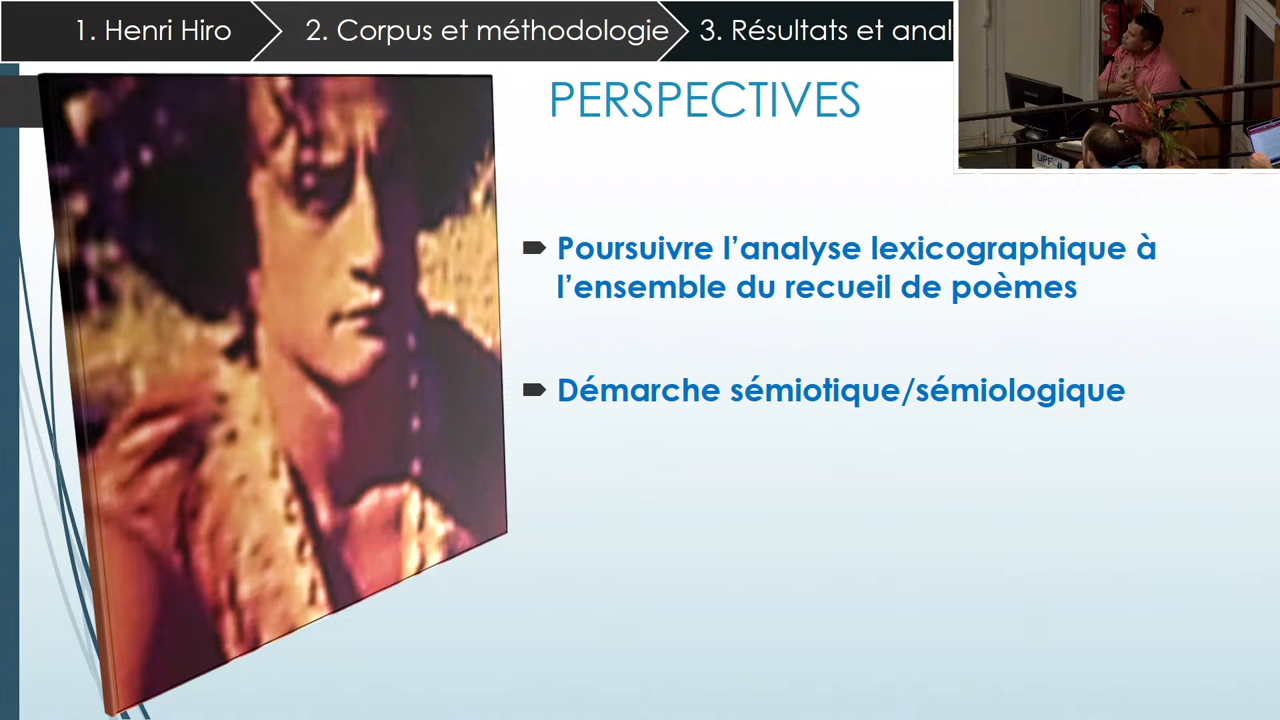 1. Henri Hiro
2. Corpus et méthodologie
3. Résultats et anal
PERSPECTIVES
Poursuivre l’analyse lexicographique à
l’ensemble du recueil de poèmes
Démarche sémiotique/sémiologique